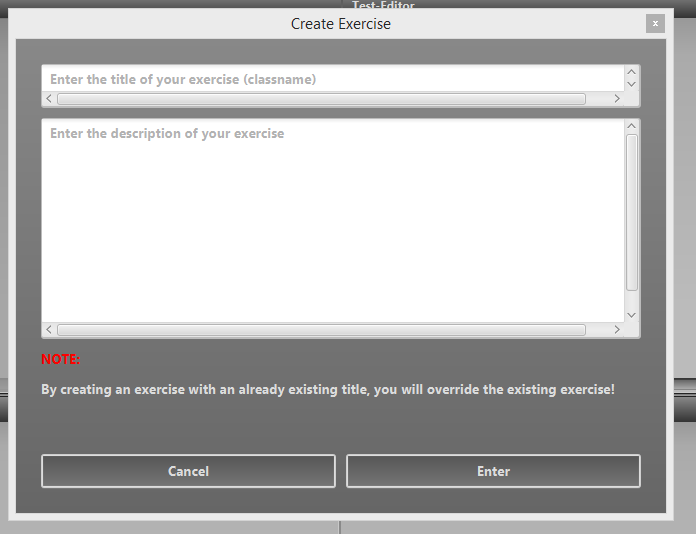 Test-Editor
Create Exercise
x
Enter the title of your exercise (classname)
Enter the description of your exercise
NOTE:
By creating an exercise with an already existing title, you will override the existing exercise!
Cancel
Enter